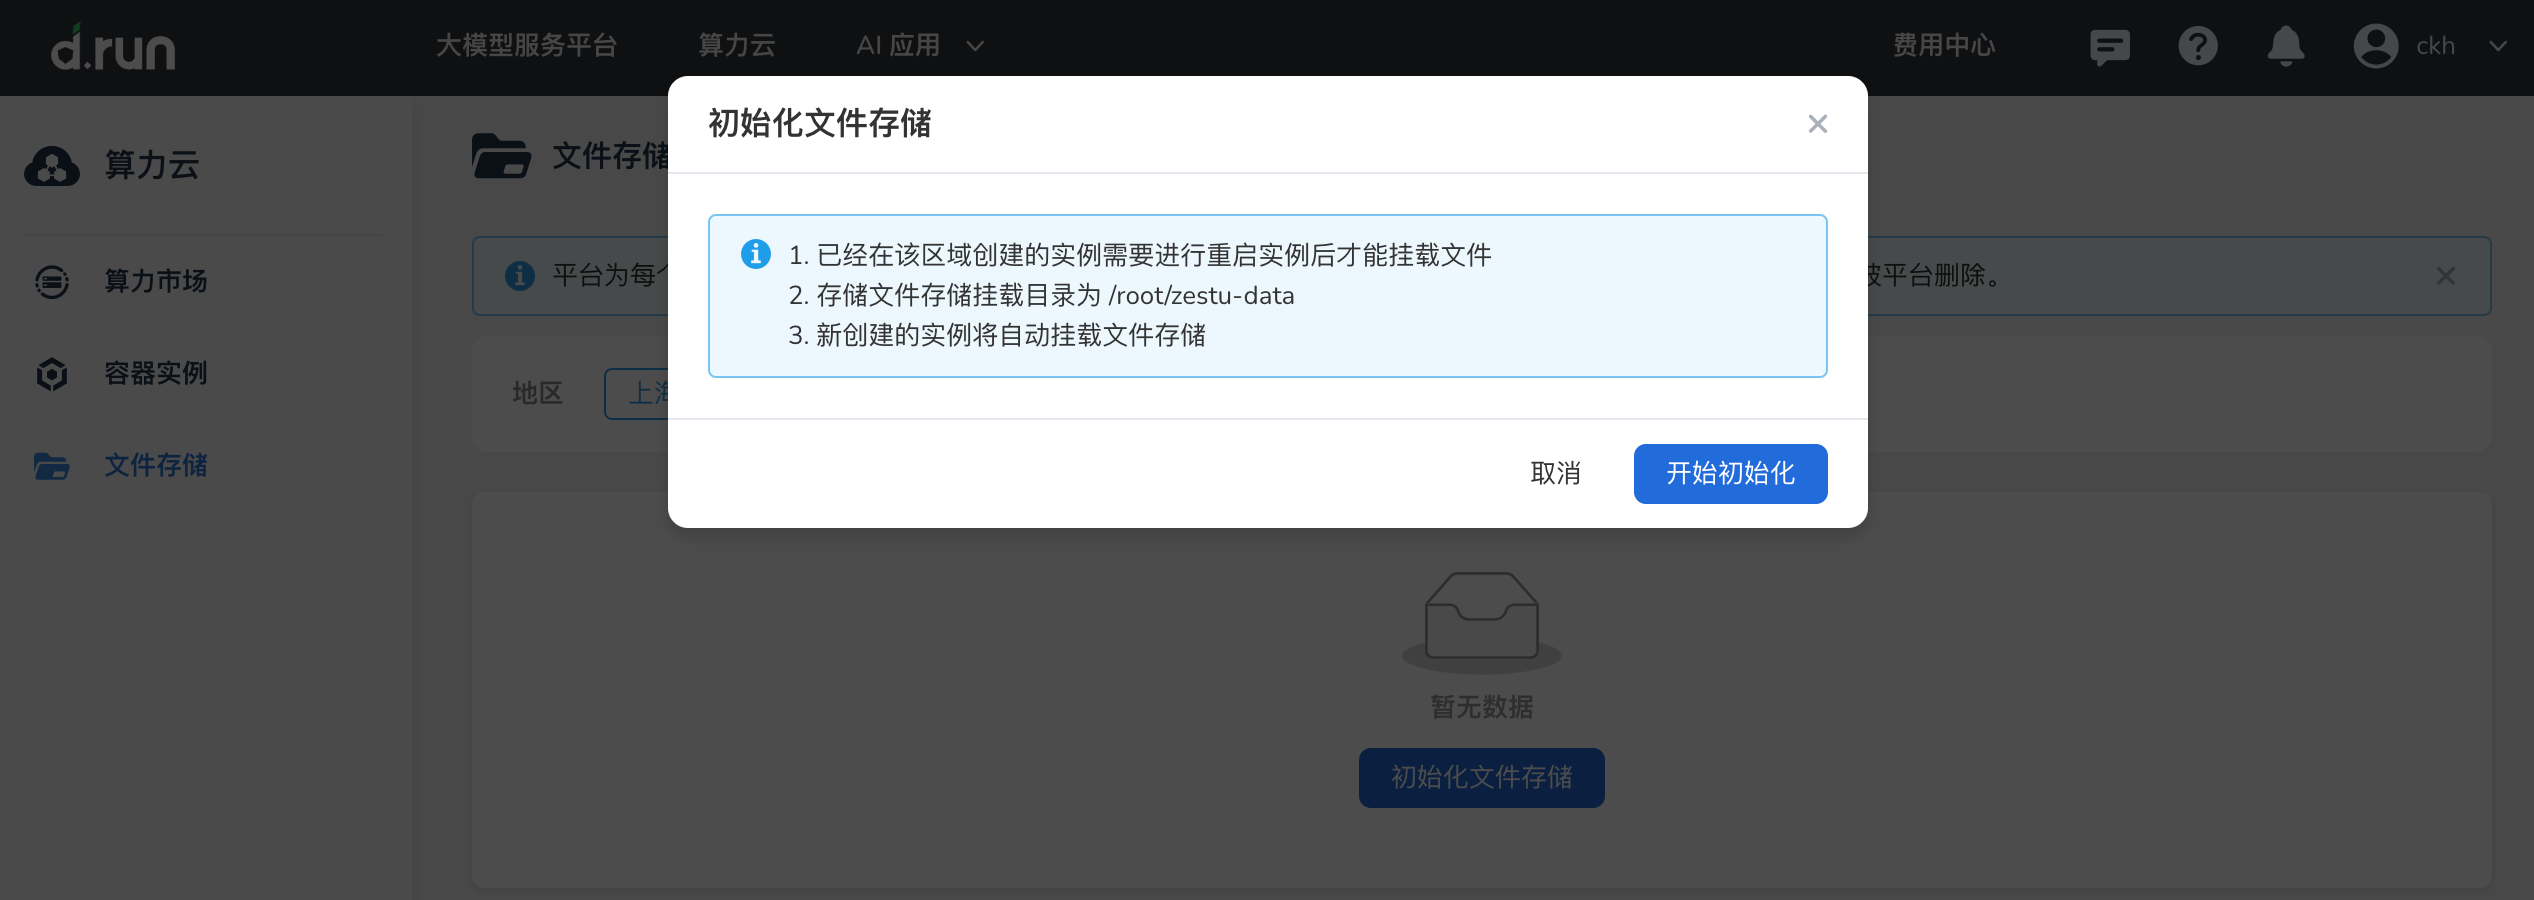 d.run
大模型服务平台
算力云
AI 应用
费用中心
ckh
算力云
算力市场
容器实例
文件存储
文件存储
平台为每
被平台删除。
地区
上海
初始化文件存储
1. 已经在该区域创建的实例需要进行重启实例后才能挂载文件
2. 存储文件存储挂载目录为 /root/zestu-data
3. 新创建的实例将自动挂载文件存储
取消
开始初始化
暂无数据
初始化文件存储